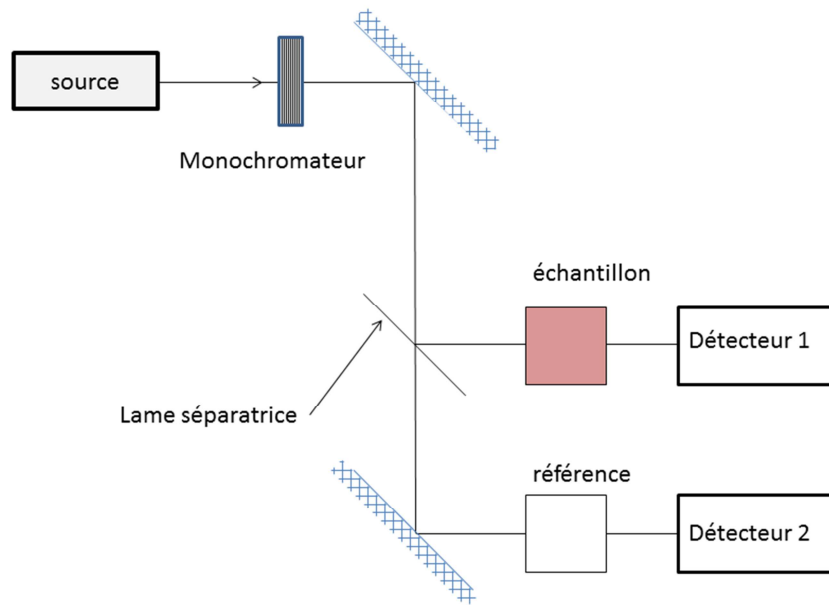 source
Monochromateur
échantillon
Détecteur 1
Lame séparatrice
référence
Détecteur 2